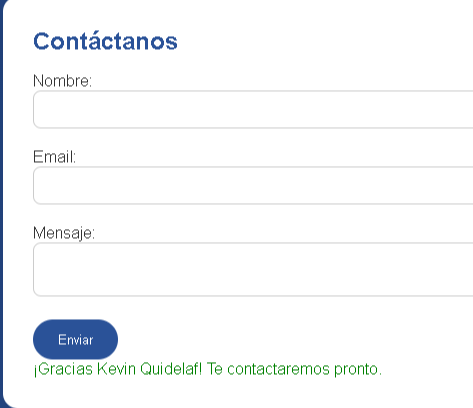 Contáctanos
Nombre:
Email:
Mensaje:
Enviar
¡Gracias Kevin Quidelaf! Te contactaremos pronto.